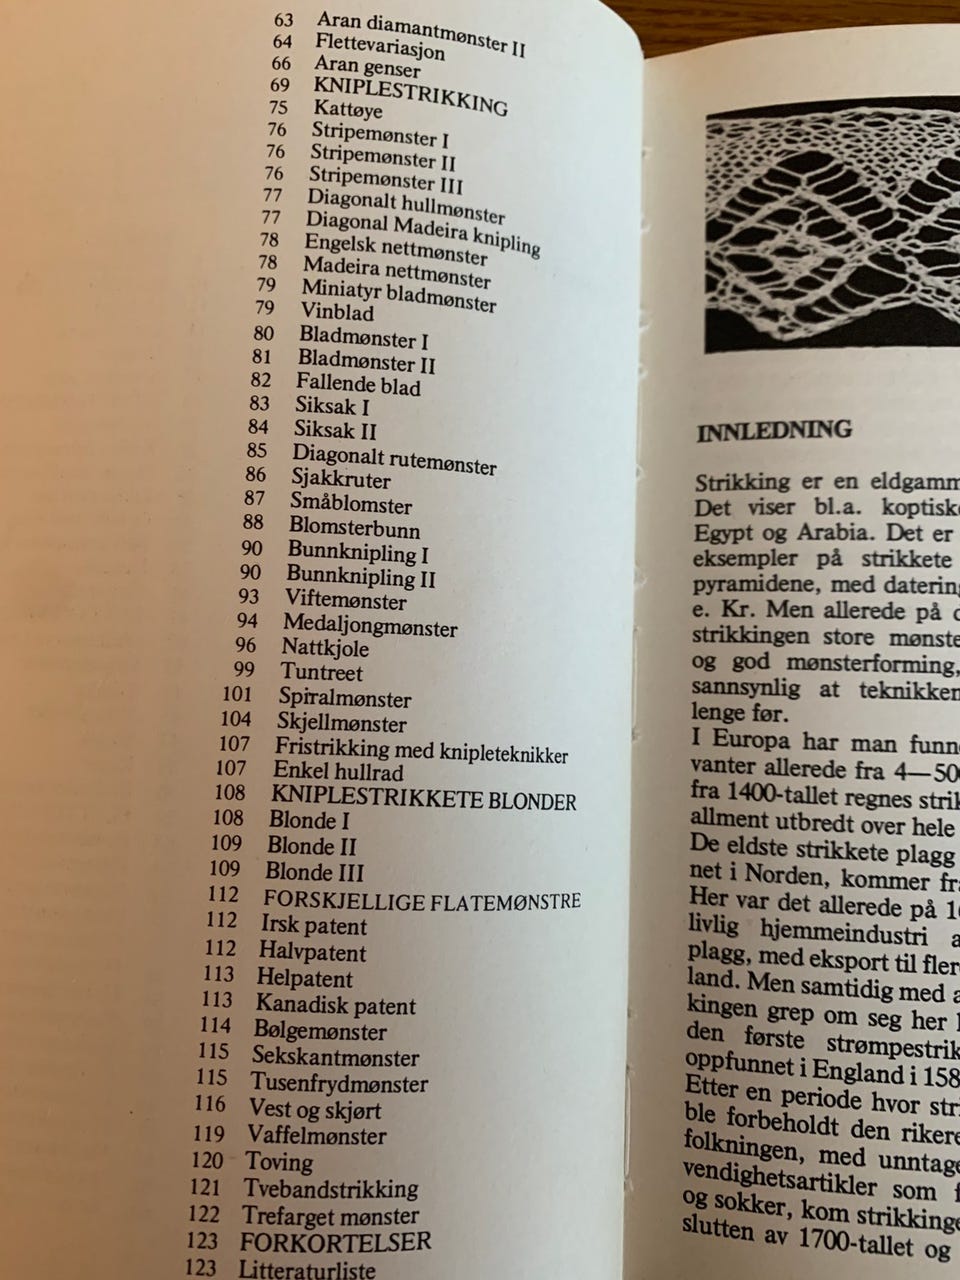 63 Aran diamantmønster II
64 Flettevariasjon
66 Aran genser
69 KNIPLESTRIKKING
75 Kattøye
76 Stripemønster I
76 Stripemønster II
76 Stripemønster III
77 Diagonalt hullmønster
77 Diagonal Madeira knipling
78 Engelsk nettmønster
78 Madeira nettmønster
79 Miniatyr bladmønster
79 Vinblad
80 Bladmønster I
81 Bladmønster II
82 Fallende blad
83 Siksak I
84 Siksak II
85 Diagonalt rutemønster
86 Sjakkruter
87 Småblomster
88 Blomsterbunn
90 Bunnknipling I
90 Bunnknipling II
93 Viftemønster
94 Medaljongmønster
96 Nattkjole
99 Tuntreet
101 Spiralmønster
104 Skjellmønster
107 Fristrikking med knipleteknikker
107 Enkel hullrad
108 KNIPLESTRIKKETE BLONDER
108 Blonde I
109 Blonde II
109 Blonde III
112 FORSKJELLIGE FLATEMØNSTRE
112 Irsk patent
112 Halvpatent
113 Helpatent
113 Kanadisk patent
114 Bølgemønster
115 Sekskantmønster
115 Tusenfrydmønster
116 Vest og skjørt
119 Vaffelmønster
120 Toving
121 Tvebandstrikking
122 Trefarget mønster
123 FORKORTELSER
123 Litteraturliste
INNLEDNING
Strikking er en eldgamm
Det viser bl.a. koptisk
Egypt og Arabia. Det er
eksempler på strikkete
pyramidene, med datering
e. Kr. Men allerede på
strikkingen store mønste
og god mønsterforming,
sannsynlig at teknikken
lenge før.
I Europa har man funn
vanter allerede fra 4—50
fra 1400-tallet regnes strik
allment utbredt over hele
De eldste strikkete plagg
net i Norden, kommer fr
Her var det allerede på 1
livlig hjemmeindustri a
plagg, med eksport til fler
land. Men samtidig med a
kingen grep om seg her
den første strømpestrik
oppfunnet i England i 158
Etter en periode hvor stri
ble forbeholdt den rikere
folkningen, med unntag
vendighetsartikler som f
og sokker, kom strikking
slutten av 1700-tallet og